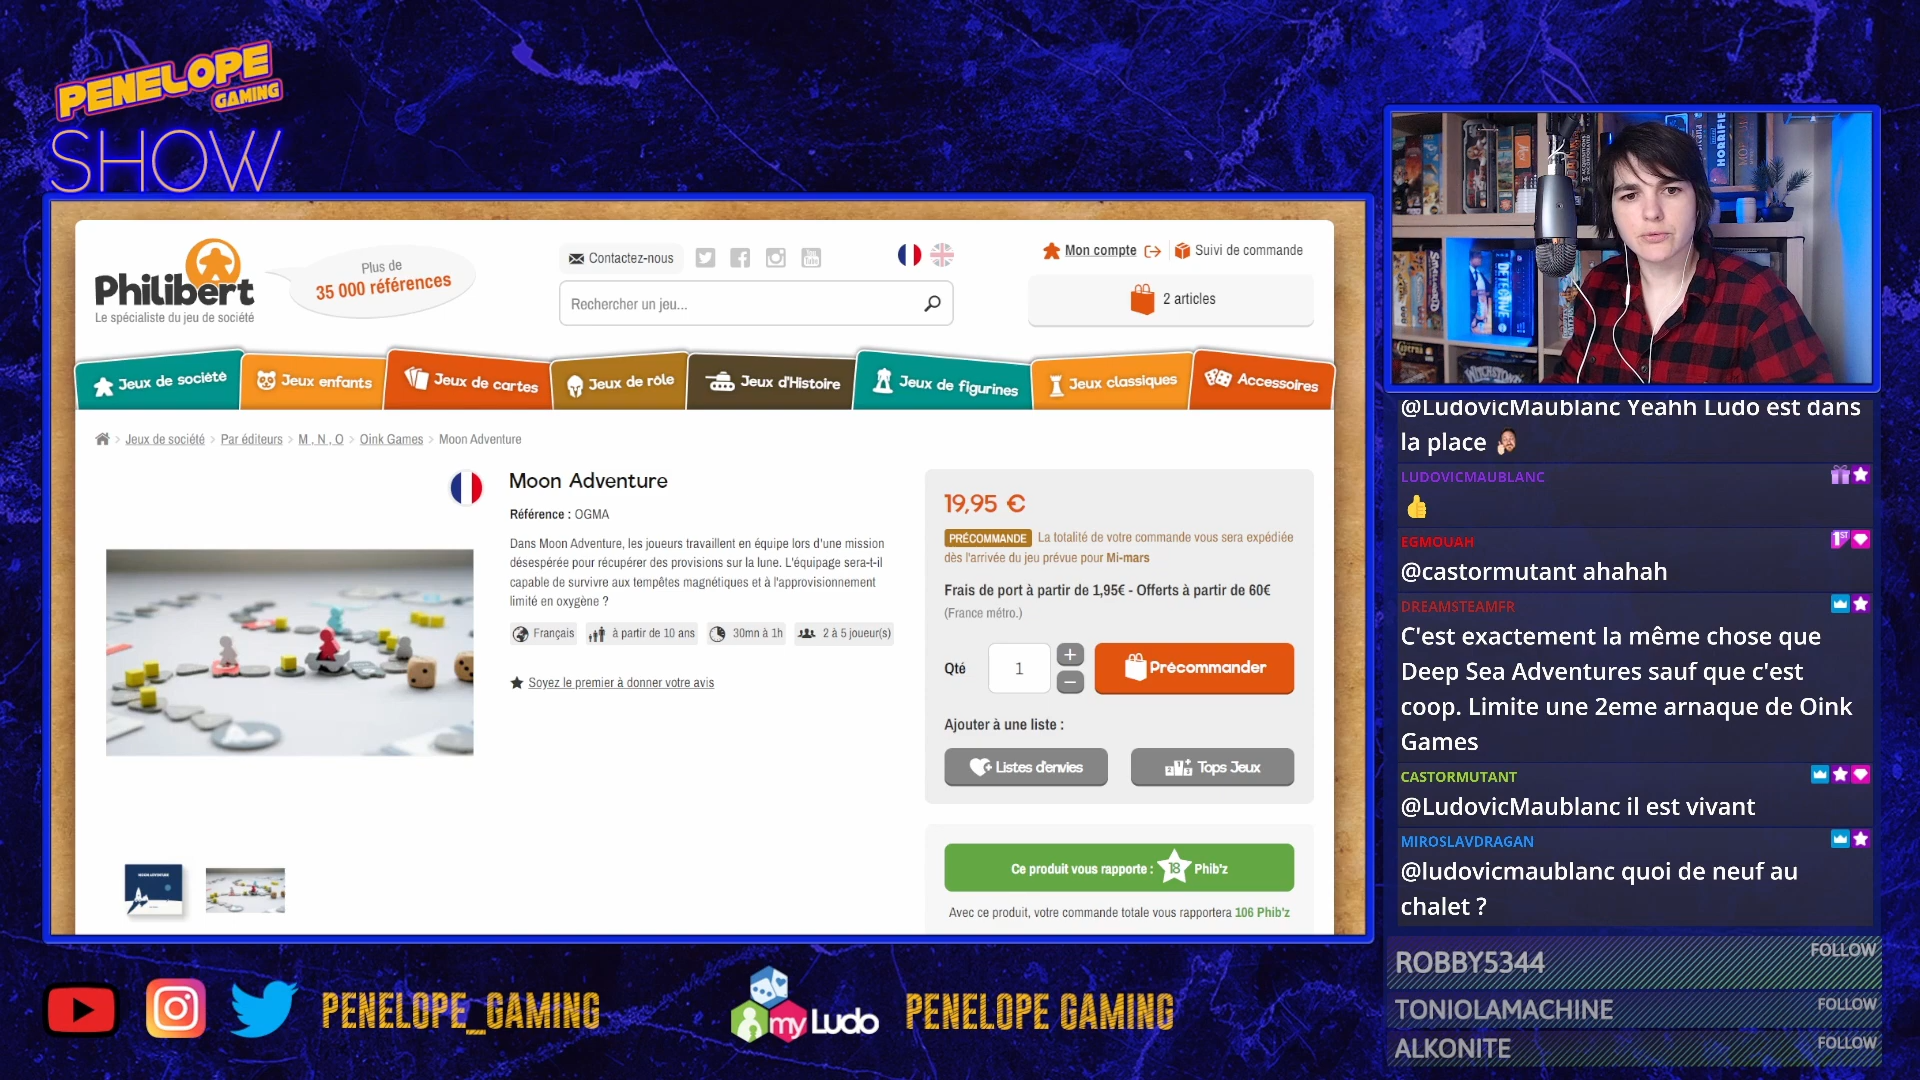 PENELOPE
GAMING
SHOW
Philibert
Le spécialiste du jeu de société
Plus de
35 000 références
Contactez-nous
Rechercher un jeu...
Mon compte
Suivi de commande
2 articles
Jeux de société
Jeux enfants
Jeux de cartes
Jeux de rôle
Jeux d'Histoire
Jeux de figurines
Jeux classiques
Accessoires
> Jeux de société > Par éditeurs > M , N , O > Oink Games > Moon Adventure
Moon Adventure
Référence : OGMA
Dans Moon Adventure, les joueurs travaillent en équipe lors d'une mission
désespérée pour récupérer des provisions sur la lune. L'équipage sera-t-il
capable de survivre aux tempêtes magnétiques et à l'approvisionnement
limité en oxygène ?
Français
à partir de 10 ans
30mn à 1h
2 à 5 joueur(s)
Soyez le premier à donner votre avis
MOON ADVENTURE
19,95 €
PRÉCOMMANDE La totalité de votre commande vous sera expédiée
dès l'arrivée du jeu prévue pour Mi-mars
Frais de port à partir de 1,95€ - Offerts à partir de 60€
(France métro.)
Qté
1
+
−
Précommander
Ajouter à une liste :
Listes d'envies
Tops Jeux
Ce produit vous rapporte : 18 Phib'z
Avec ce produit, votre commande totale vous rapportera 106 Phib'z
HORRIFIED
DETECTIVE
@LudovicMaublanc Yeahh Ludo est dans
la place
LUDOVICMAUBLANC
EGMOUAH
1ST
@castormutant ahahah
DREAMSTEAMFR
C'est exactement la même chose que
Deep Sea Adventures sauf que c'est
coop. Limite une 2eme arnaque de Oink
Games
CASTORMUTANT
@LudovicMaublanc il est vivant
MIROSLAVDRAGAN
@ludovicmaublanc quoi de neuf au
chalet ?
ROBBY5344
FOLLOW
TONIOLAMACHINE
FOLLOW
ALKONITE
FOLLOW
PENELOPE_GAMING
my Ludo
PENELOPE GAMING